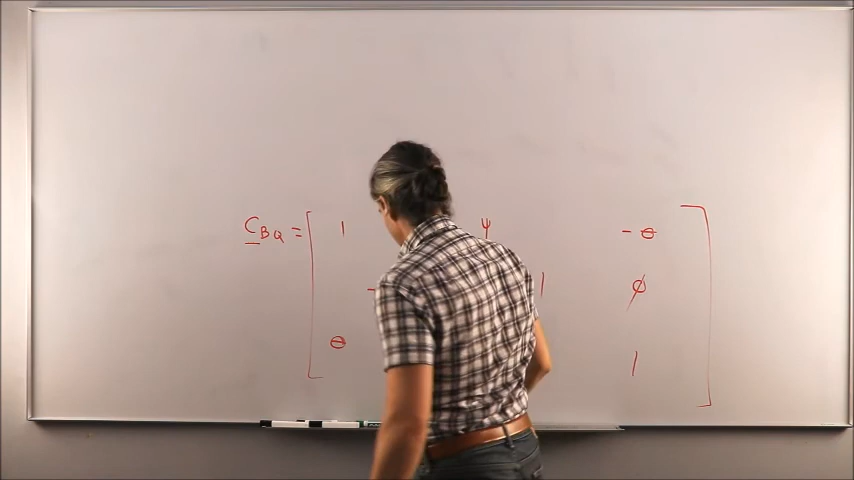 C_BQ = [ 1 ψ - θ
- 1 φ
θ 1 ]